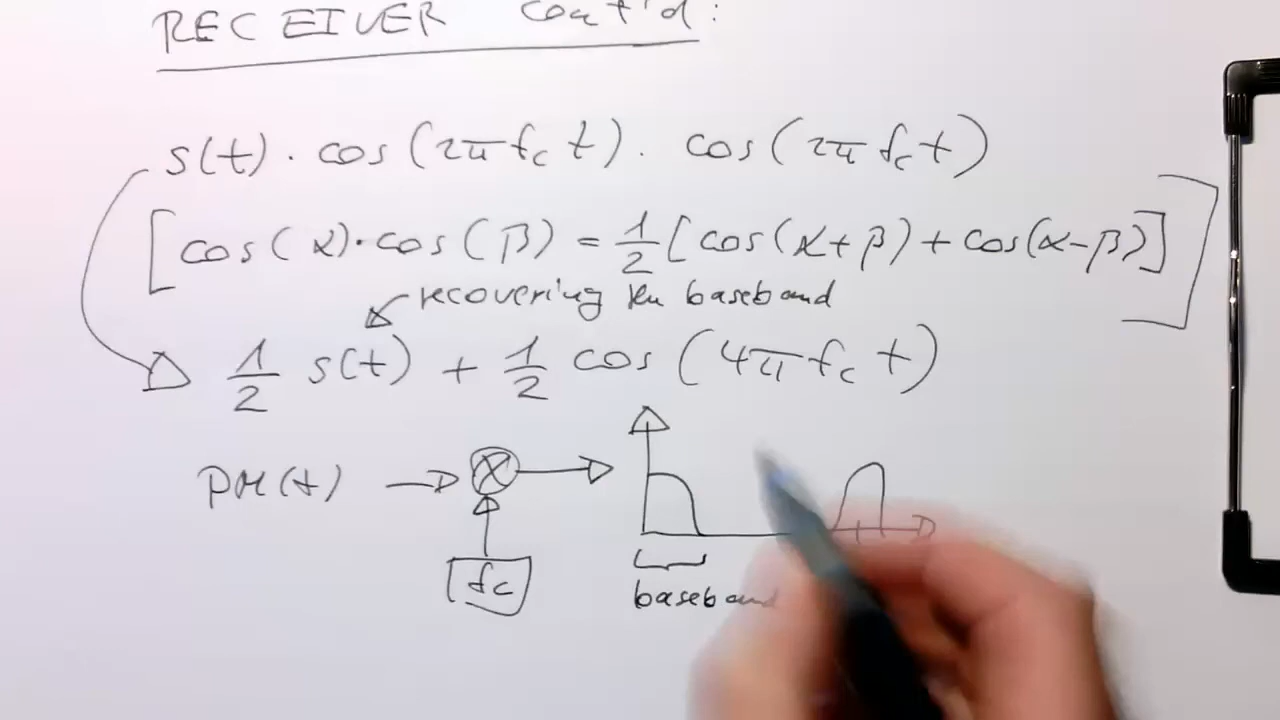 RECEIVER cont'd:
s(t) · cos(2π fc t) · cos(2π fc t)
[cos(α)·cos(β) = 1/2 [cos(α+β) + cos(α-β)]]
recovering the baseband
1/2 s(t) + 1/2 cos(4π fc t)
(t)
fc
baseband